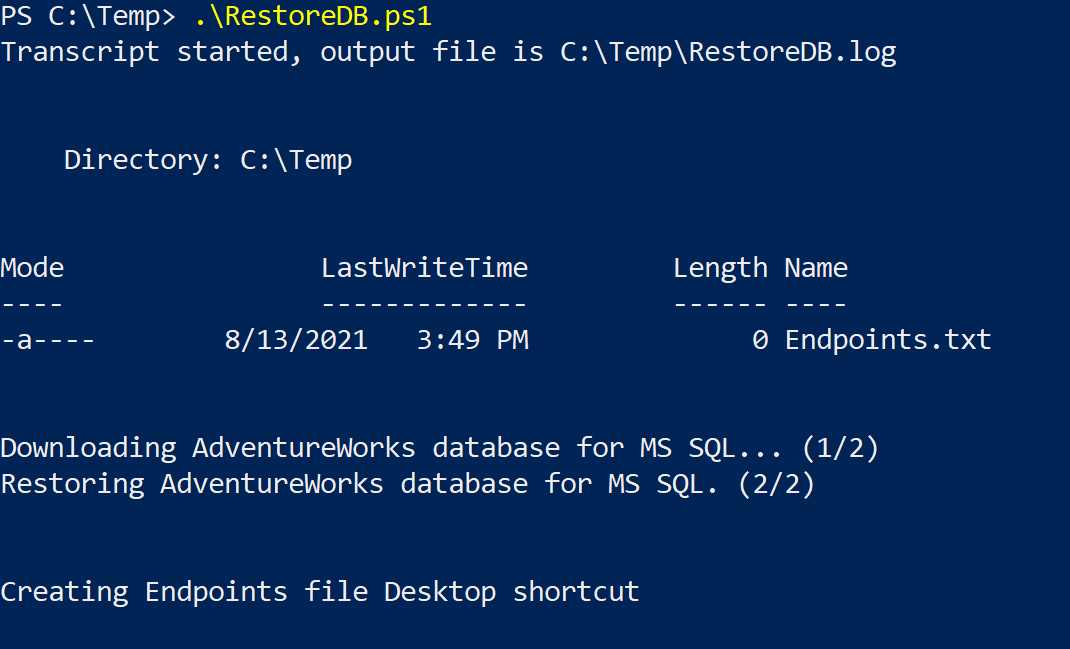 PS C:\Temp> .\RestoreDB.ps1
Transcript started, output file is C:\Temp\RestoreDB.log
Directory: C:\Temp
Mode LastWriteTime Length Name
---- ------------- ------ ----
-a---- 8/13/2021 3:49 PM 0 Endpoints.txt
Downloading AdventureWorks database for MS SQL... (1/2)
Restoring AdventureWorks database for MS SQL. (2/2)
Creating Endpoints file Desktop shortcut